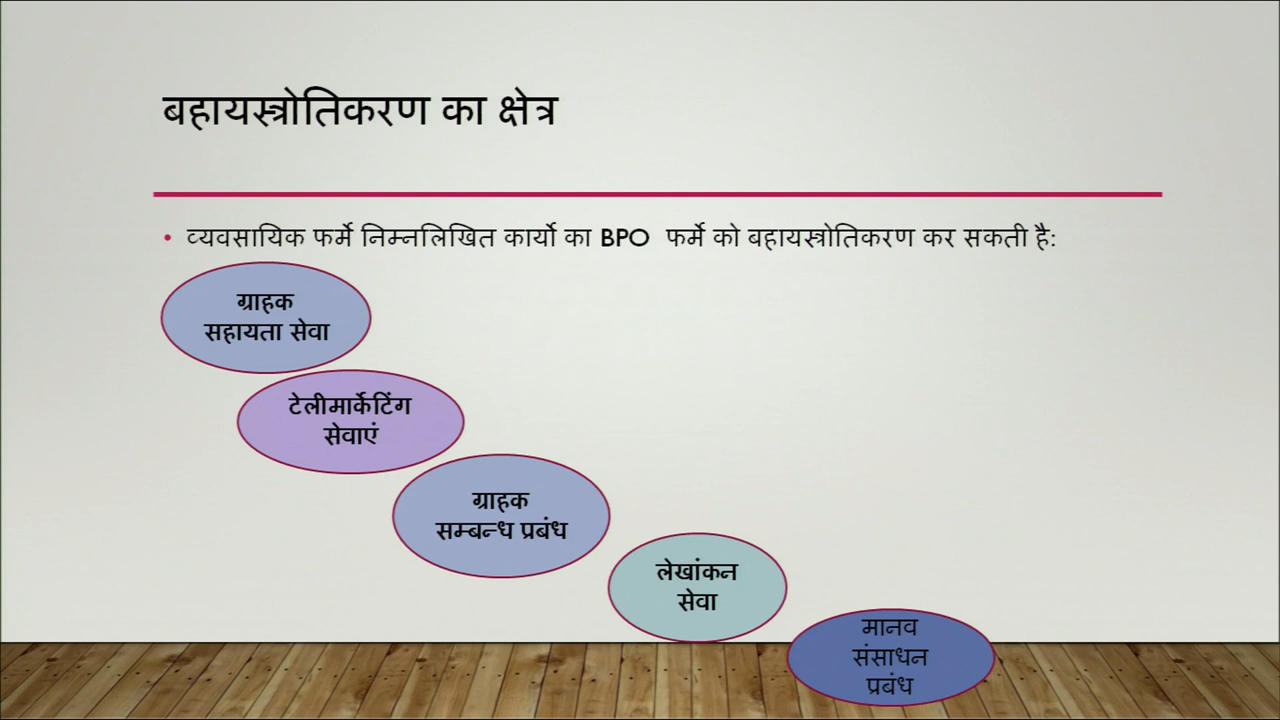 बहायस्त्रोतिकरण का क्षेत्र
• व्यवसायिक फर्मे निम्नलिखित कार्यो का BPO फर्मे को बहायस्त्रोतिकरण कर सकती है:
ग्राहक
सहायता सेवा
टेलीमार्केटिंग
सेवाएं
ग्राहक
सम्बन्ध प्रबंध
लेखांकन
सेवा
मानव
संसाधन
प्रबंध